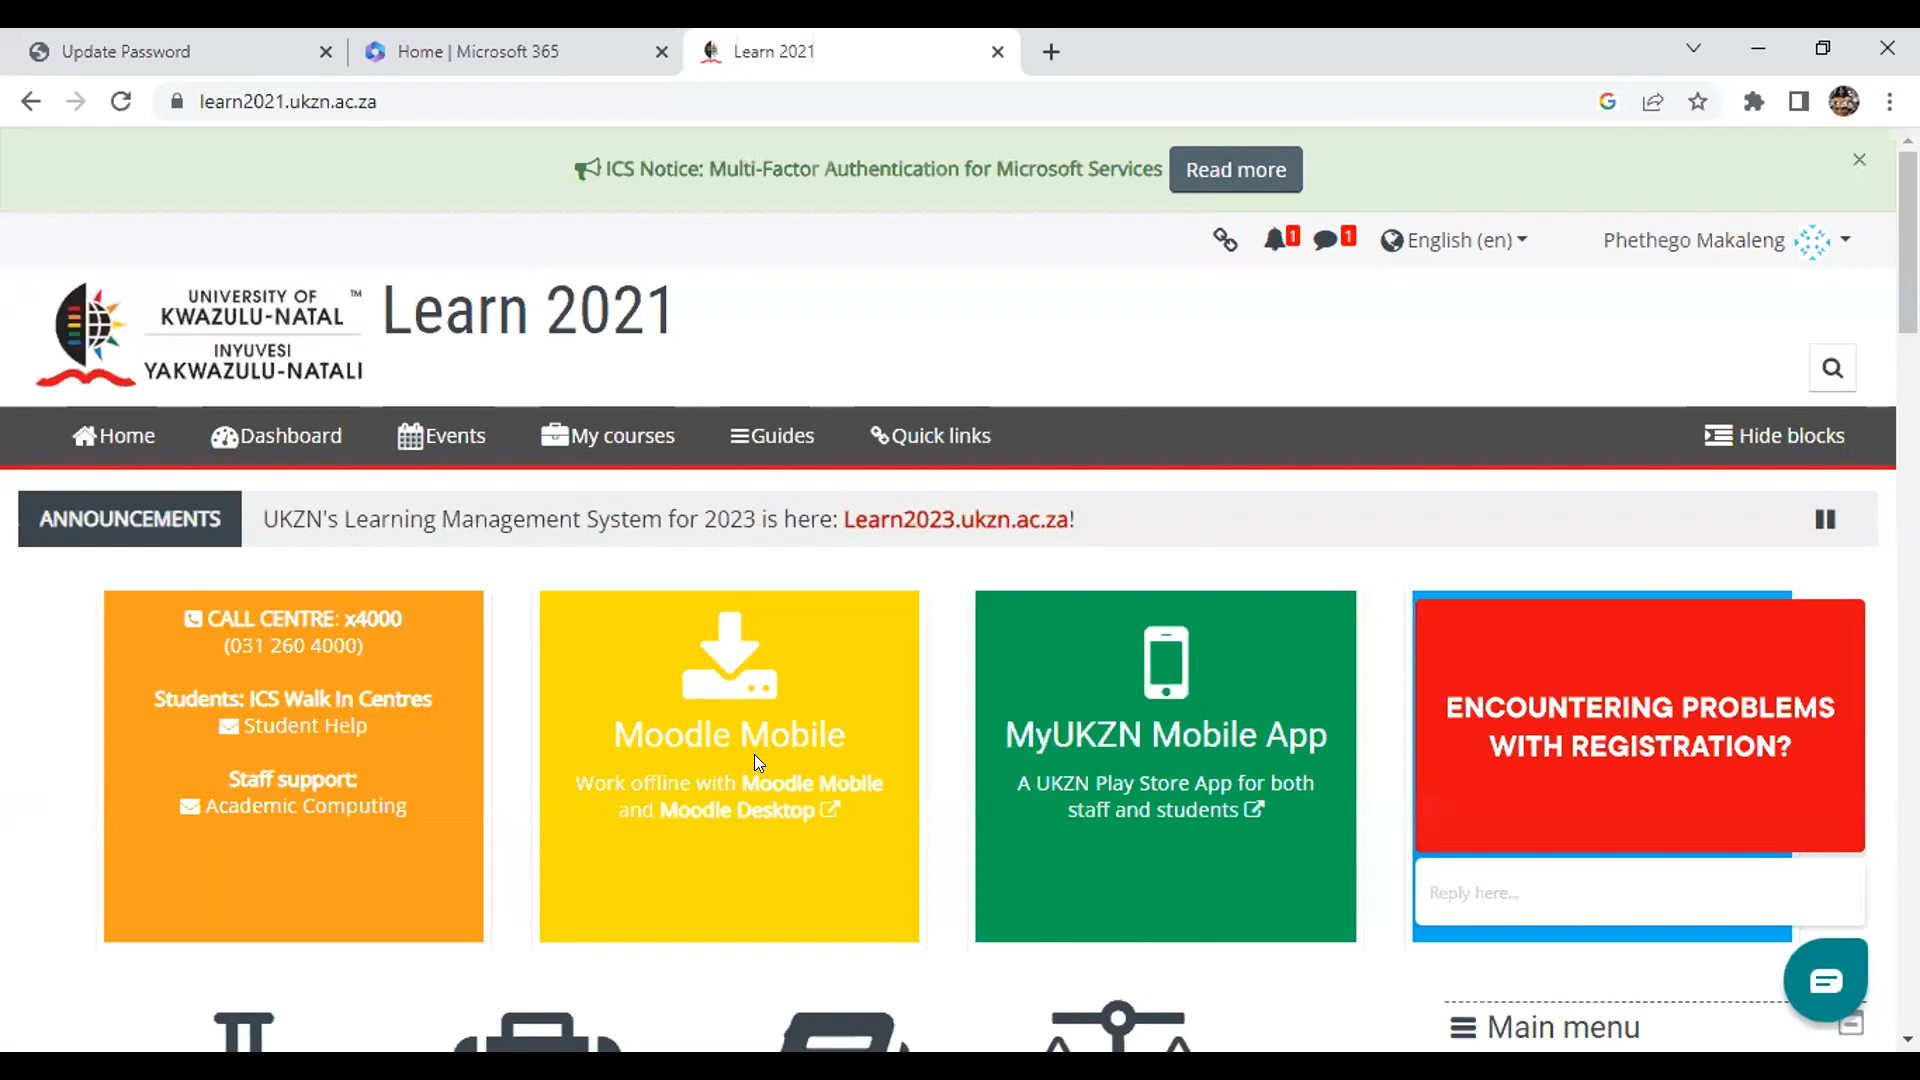 Update Password
Home | Microsoft 365
Learn 2021
learn2021.ukzn.ac.za
ICS Notice: Multi-Factor Authentication for Microsoft Services
Read more
1
1
English (en)
Phethego Makaleng
UNIVERSITY OF ™
KWAZULU-NATAL
INYUVESI
YAKWAZULU-NATALI
Learn 2021
Home
Dashboard
Events
My courses
Guides
Quick links
Hide blocks
ANNOUNCEMENTS
UKZN's Learning Management System for 2023 is here: Learn2023.ukzn.ac.za!
CALL CENTRE: x4000
(031 260 4000)
Students: ICS Walk In Centres
Student Help
Staff support:
Academic Computing
Moodle Mobile
Work offline with Moodle Mobile
and Moodle Desktop
MyUKZN Mobile App
A UKZN Play Store App for both
staff and students
ENCOUNTERING PROBLEMS
WITH REGISTRATION?
Reply here...
Main menu